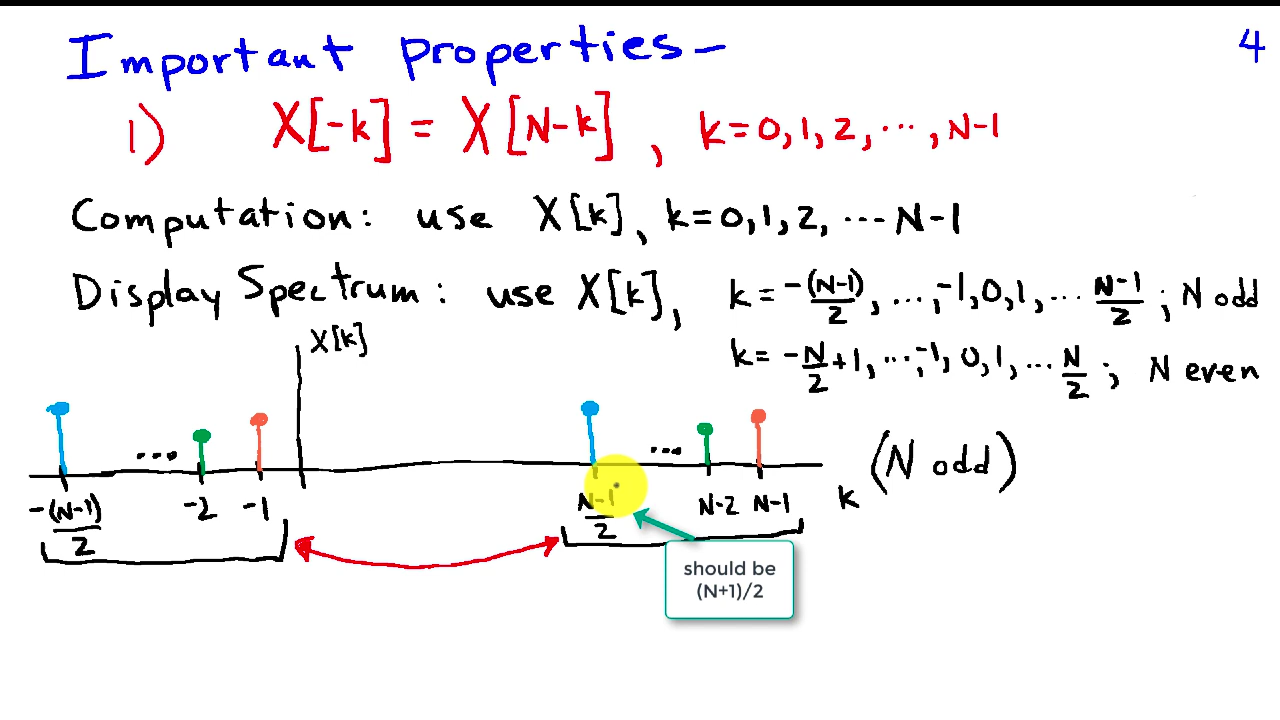 Important properties –
4
1) X[-k] = X[N-k], k=0,1,2,⋯,N-1
Computation: use X[k], k=0,1,2,⋯N-1
Display Spectrum: use X[k], k=-(N-1)/2,…,-1,0,1,…N-1/2; N odd
k=-N/2+1,…,-1,0,1,…N/2; N even
X[k]
(N odd)
-(N-1)/2 … -2 -1 N-1/2 … N-2 N-1 k
should be
(N+1)/2